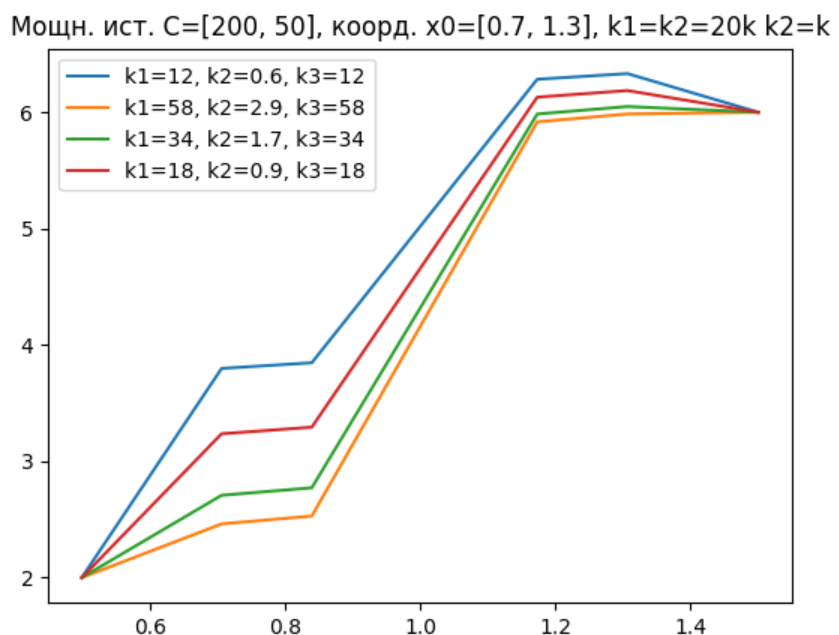 Мощн. ист. C=[200, 50], коорд. x0=[0.7, 1.3], k1=k2=20k k2=k
k1=12, k2=0.6, k3=12
k1=58, k2=2.9, k3=58
k1=34, k2=1.7, k3=34
k1=18, k2=0.9, k3=18
6
5
4
3
2
0.6 0.8 1.0 1.2 1.4